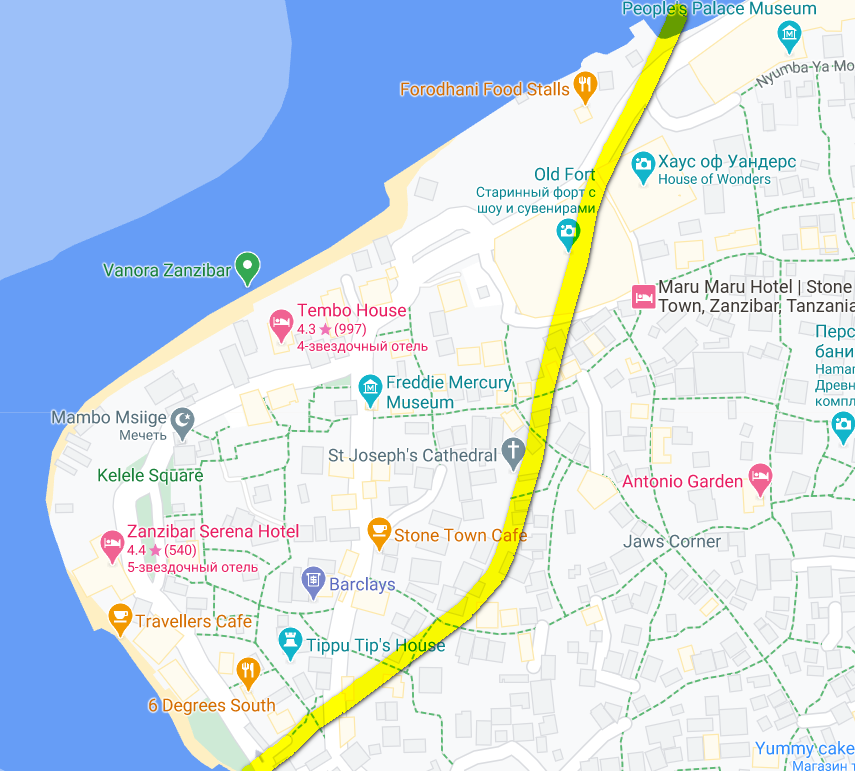 People's Palace Museum
Forodhani Food Stalls
Nyumba Ya Mo
Хаус оф Уандерс
House of Wonders
Old Fort
Старинный форт с
шоу и сувенирами
Vanora Zanzibar
Maru Maru Hotel | Stone
Town, Zanzibar, Tanzania
Tembo House
4.3 ★ (997)
4-звездочный отель
Перс
бани
Hamam
Древн
компл
Freddie Mercury
Museum
Mambo Msiige
Мечеть
St Joseph's Cathedral
Kelele Square
Antonio Garden
Zanzibar Serena Hotel
4.4 ★ (540)
5-звездочный отель
Stone Town Cafe
Jaws Corner
Barclays
Travellers Cafe
Tippu Tip's House
6 Degrees South
Yummy cake
Магазин т